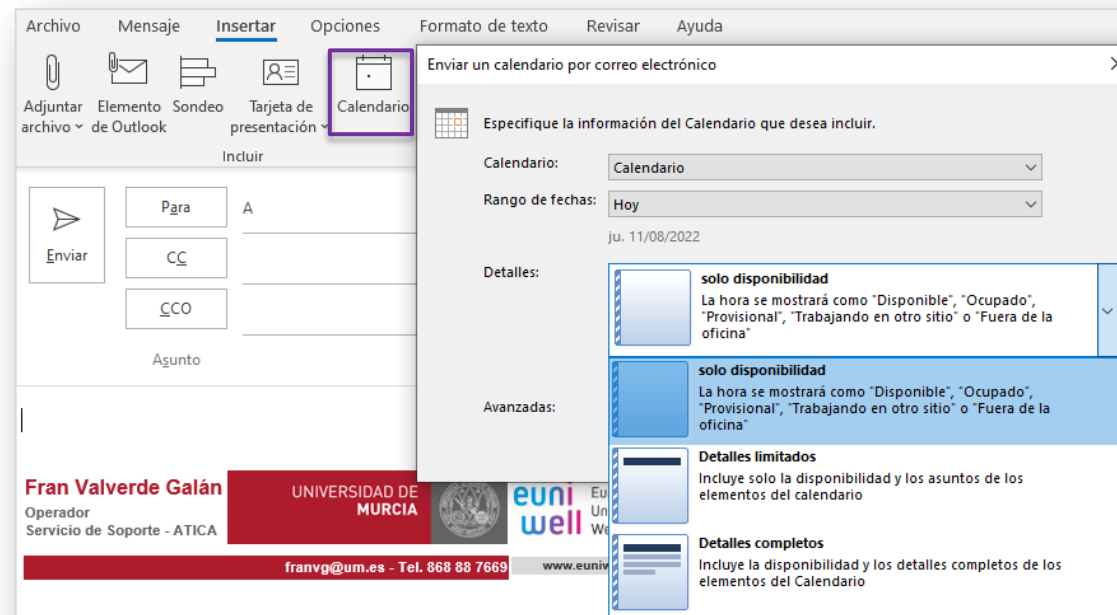 Archivo Mensaje Insertar Opciones Formato de texto Revisar Ayuda
Adjuntar archivo
Elemento de Outlook
Sondeo
Tarjeta de presentación
Calendario
Incluir
Enviar un calendario por correo electrónico
Especifique la información del Calendario que desea incluir.
Calendario: Calendario
Rango de fechas: Hoy
ju. 11/08/2022
Detalles:
solo disponibilidad
La hora se mostrará como "Disponible", "Ocupado",
"Provisional", "Trabajando en otro sitio" o "Fuera de la
oficina"
solo disponibilidad
La hora se mostrará como "Disponible", "Ocupado",
"Provisional", "Trabajando en otro sitio" o "Fuera de la
oficina"
Avanzadas:
Detalles limitados
Incluye solo la disponibilidad y los asuntos de los
elementos del calendario
Detalles completos
Incluye la disponibilidad y los detalles completos de los
elementos del Calendario
Enviar
Para A
CC
CCO
Asunto
Fran Valverde Galán
Operador
Servicio de Soporte - ATICA
UNIVERSIDAD DE
MURCIA
euni
well
franvg@um.es - Tel. 868 88 7669